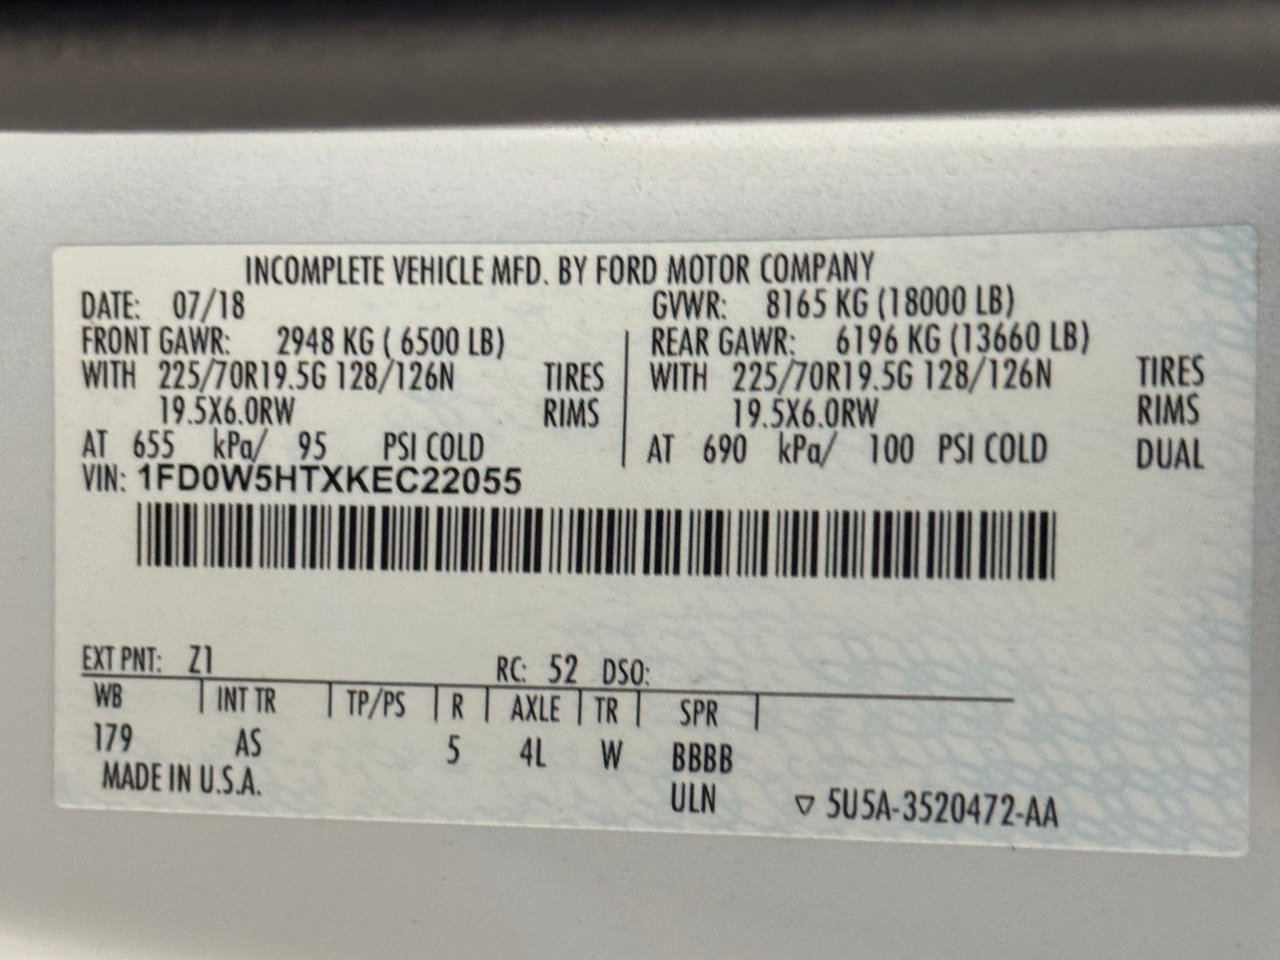 INCOMPLETE VEHICLE MFD. BY FORD MOTOR COMPANY
DATE: 07/18 GVWR: 8165 KG (18000 LB)
FRONT GAWR: 2948 KG ( 6500 LB) REAR GAWR: 6196 KG (13660 LB)
WITH 225/70R19.5G 128/126N TIRES WITH 225/70R19.5G 128/126N TIRES
19.5X6.0RW RIMS 19.5X6.0RW RIMS
AT 655 kPa/ 95 PSI COLD AT 690 kPa/ 100 PSI COLD DUAL
VIN: 1FD0W5HTXKEC22055
EXT PNT: Z1 RC: 52 DSO:
WB INT TR TP/PS R AXLE TR SPR
179 AS 5 4L W BBBB
MADE IN U.S.A. ULN ▽ 5U5A-3520472-AA